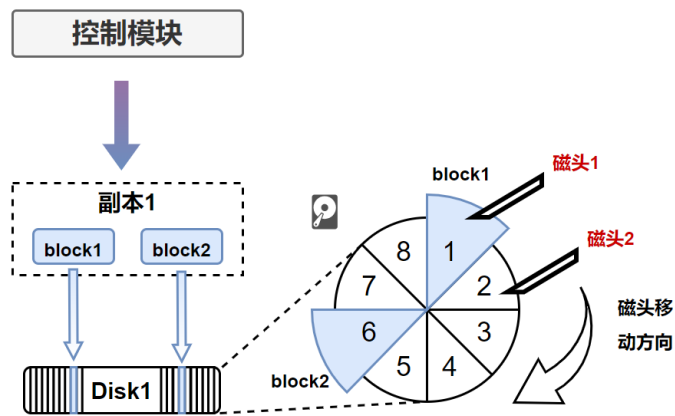 控制模块
副本1
block1
block2
Disk1
block1
磁头1
磁头2
8
1
7
2
6
3
5
4
block2
磁头移
动方向